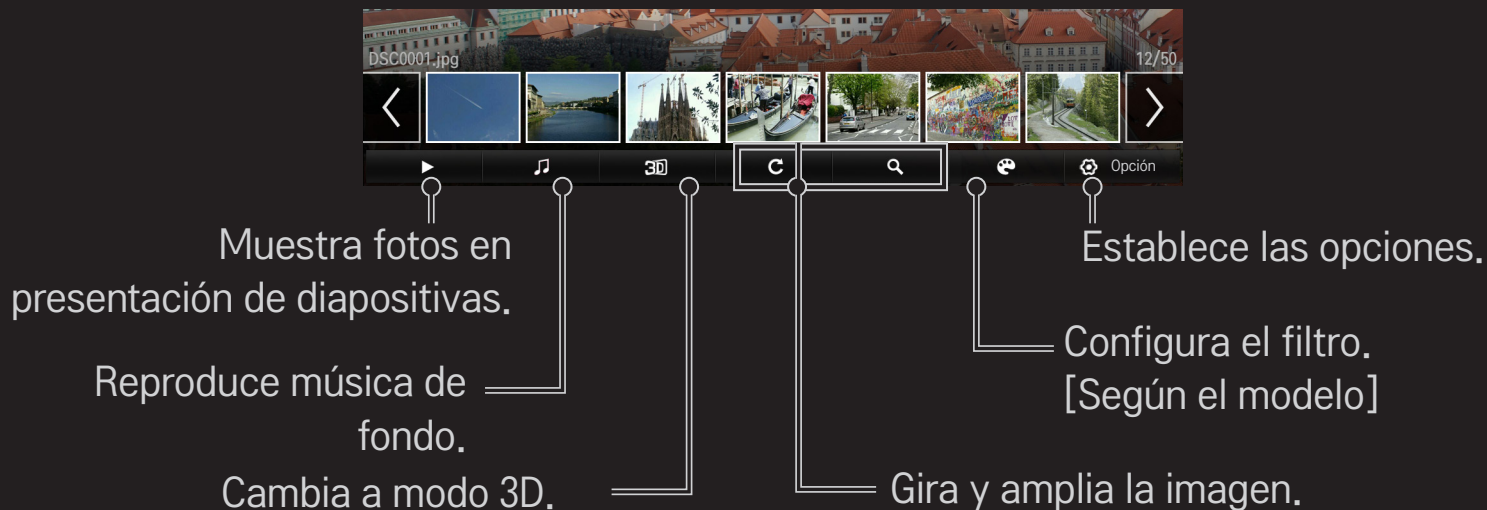 DSC0001.jpg
12/50
3D
Opción
Muestra fotos en
presentación de diapositivas.
Establece las opciones.
Configura el filtro.
[Según el modelo]
Reproduce música de
fondo.
Cambia a modo 3D.
Gira y amplia la imagen.